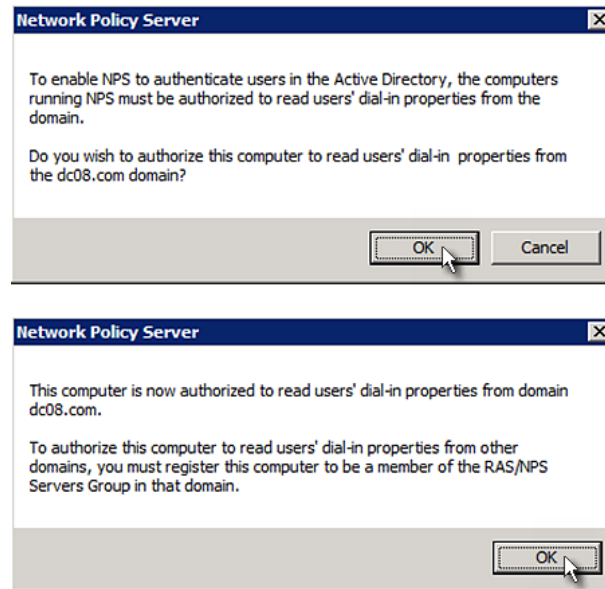 Network Policy Server
To enable NPS to authenticate users in the Active Directory, the computers
running NPS must be authorized to read users' dial-in properties from the
domain.
Do you wish to authorize this computer to read users' dial-in properties from
the dc08.com domain?
OK
Cancel
Network Policy Server
This computer is now authorized to read users' dial-in properties from domain
dc08.com.
To authorize this computer to read users' dial-in properties from other
domains, you must register this computer to be a member of the RAS/NPS
Servers Group in that domain.
OK